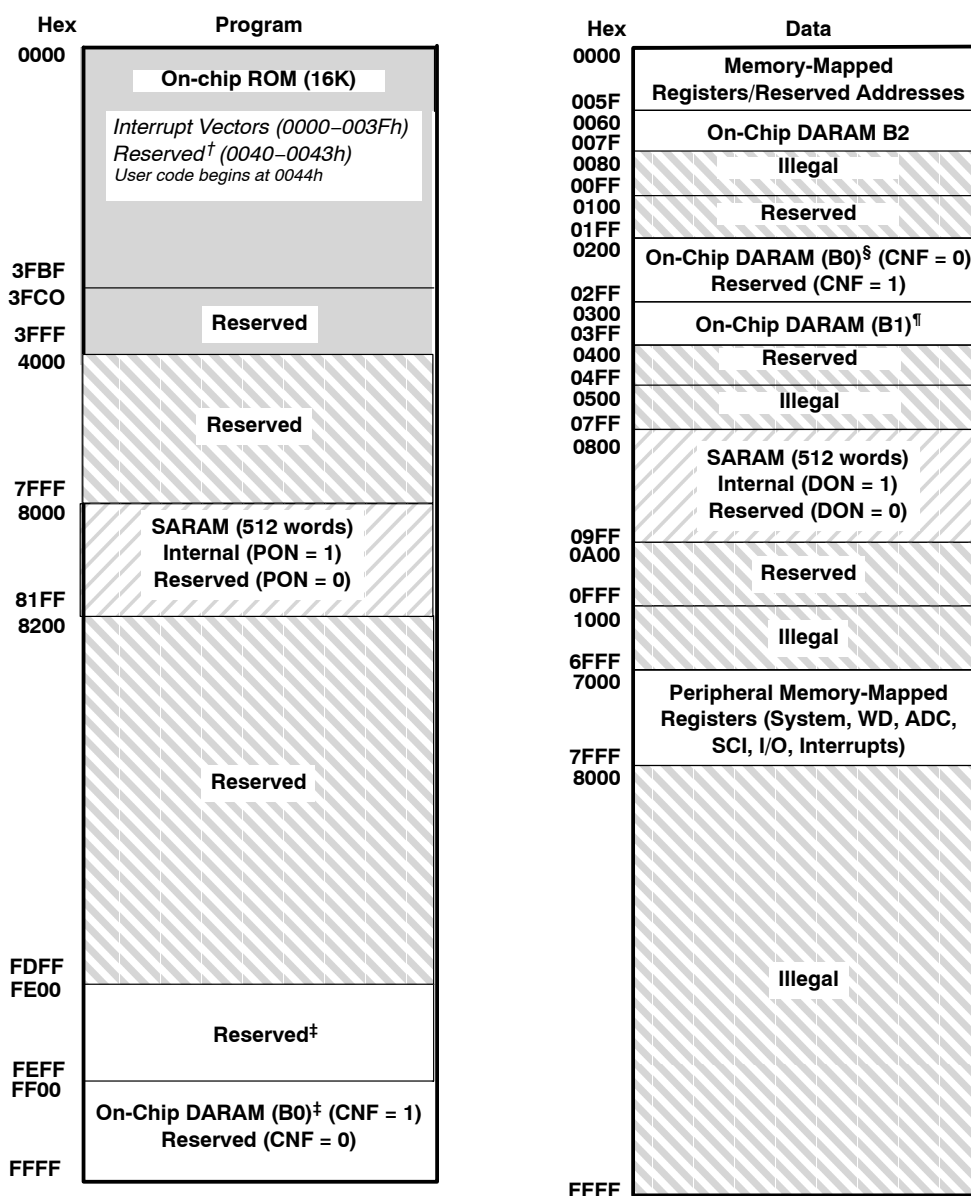 Hex Program
0000
On-chip ROM (16K)
Interrupt Vectors (0000–003Fh)
Reserved† (0040–0043h)
User code begins at 0044h
3FBF
3FCO
Reserved
3FFF
4000
Reserved
7FFF
8000
SARAM (512 words)
Internal (PON = 1)
Reserved (PON = 0)
81FF
8200
Reserved
FDFF
FE00
Reserved‡
FEFF
FF00
On-Chip DARAM (B0)‡ (CNF = 1)
Reserved (CNF = 0)
FFFF
Hex Data
0000
Memory-Mapped
Registers/Reserved Addresses
005F
0060
On-Chip DARAM B2
007F
0080
Illegal
00FF
0100
Reserved
01FF
0200
On-Chip DARAM (B0)§ (CNF = 0)
Reserved (CNF = 1)
02FF
0300
On-Chip DARAM (B1)¶
03FF
0400
Reserved
04FF
0500
Illegal
07FF
0800
SARAM (512 words)
Internal (DON = 1)
Reserved (DON = 0)
09FF
0A00
Reserved
0FFF
1000
Illegal
6FFF
7000
Peripheral Memory-Mapped
Registers (System, WD, ADC,
SCI, I/O, Interrupts)
7FFF
8000
Illegal
FFFF